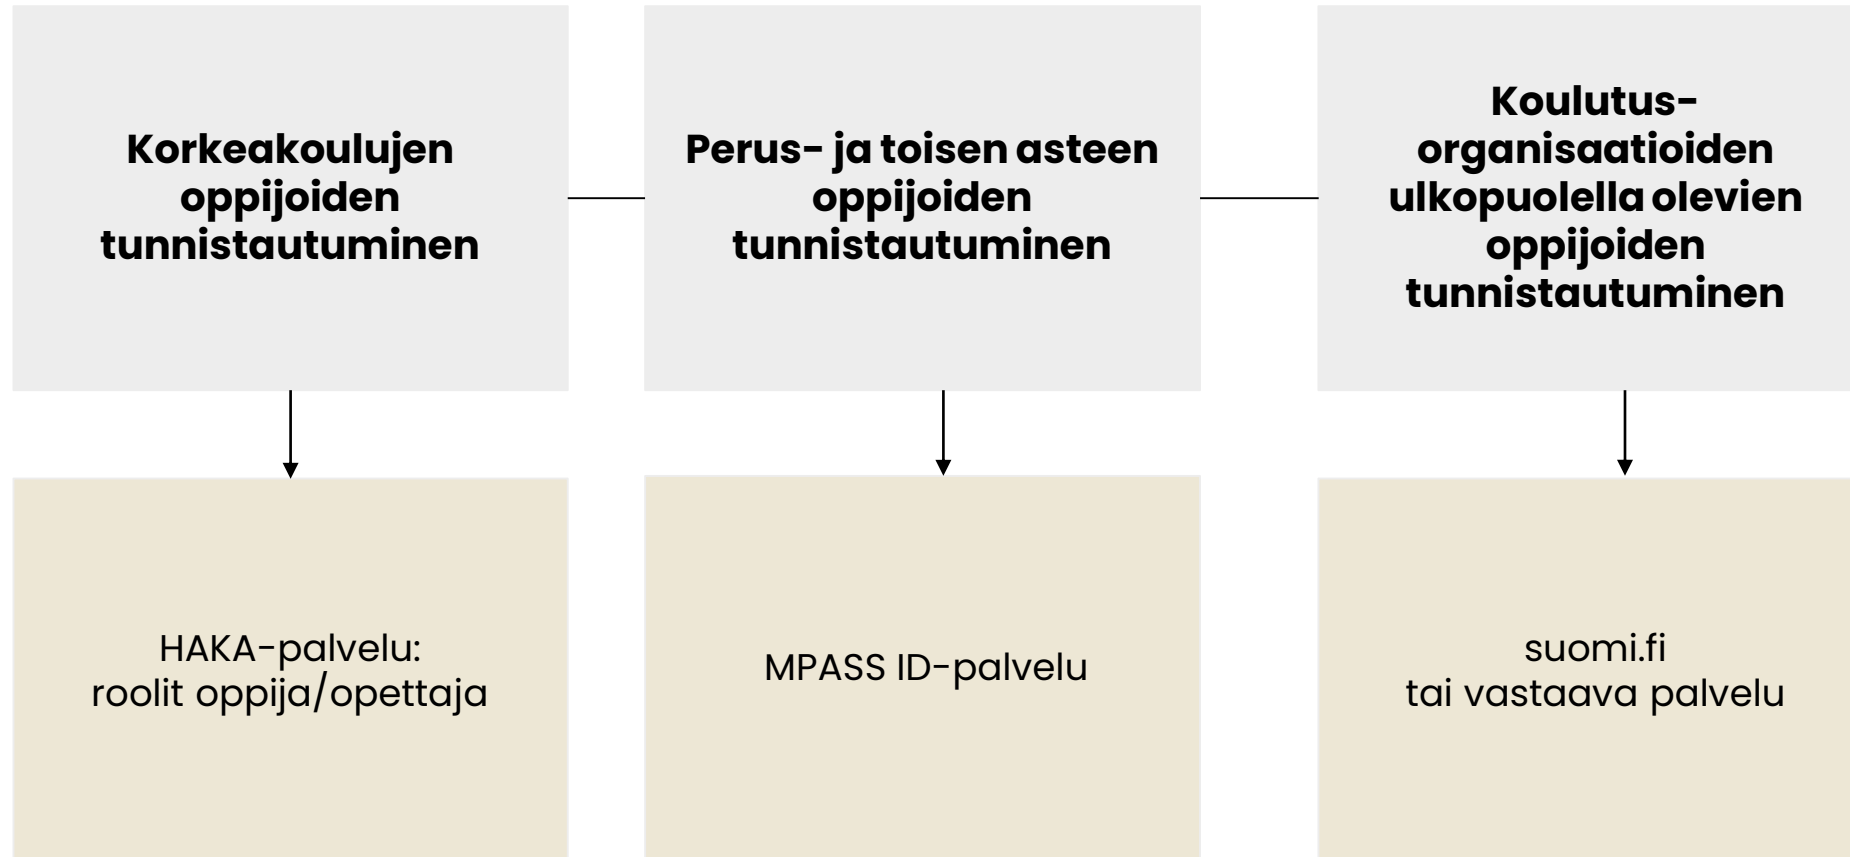 Korkeakoulujen
oppijoiden
tunnistautuminen
Perus- ja toisen asteen
oppijoiden
tunnistautuminen
Koulutus-
organisaatioiden
ulkopuolella olevien
oppijoiden
tunnistautuminen
HAKA-palvelu:
roolit oppija/opettaja
MPASS ID-palvelu
suomi.fi
tai vastaava palvelu